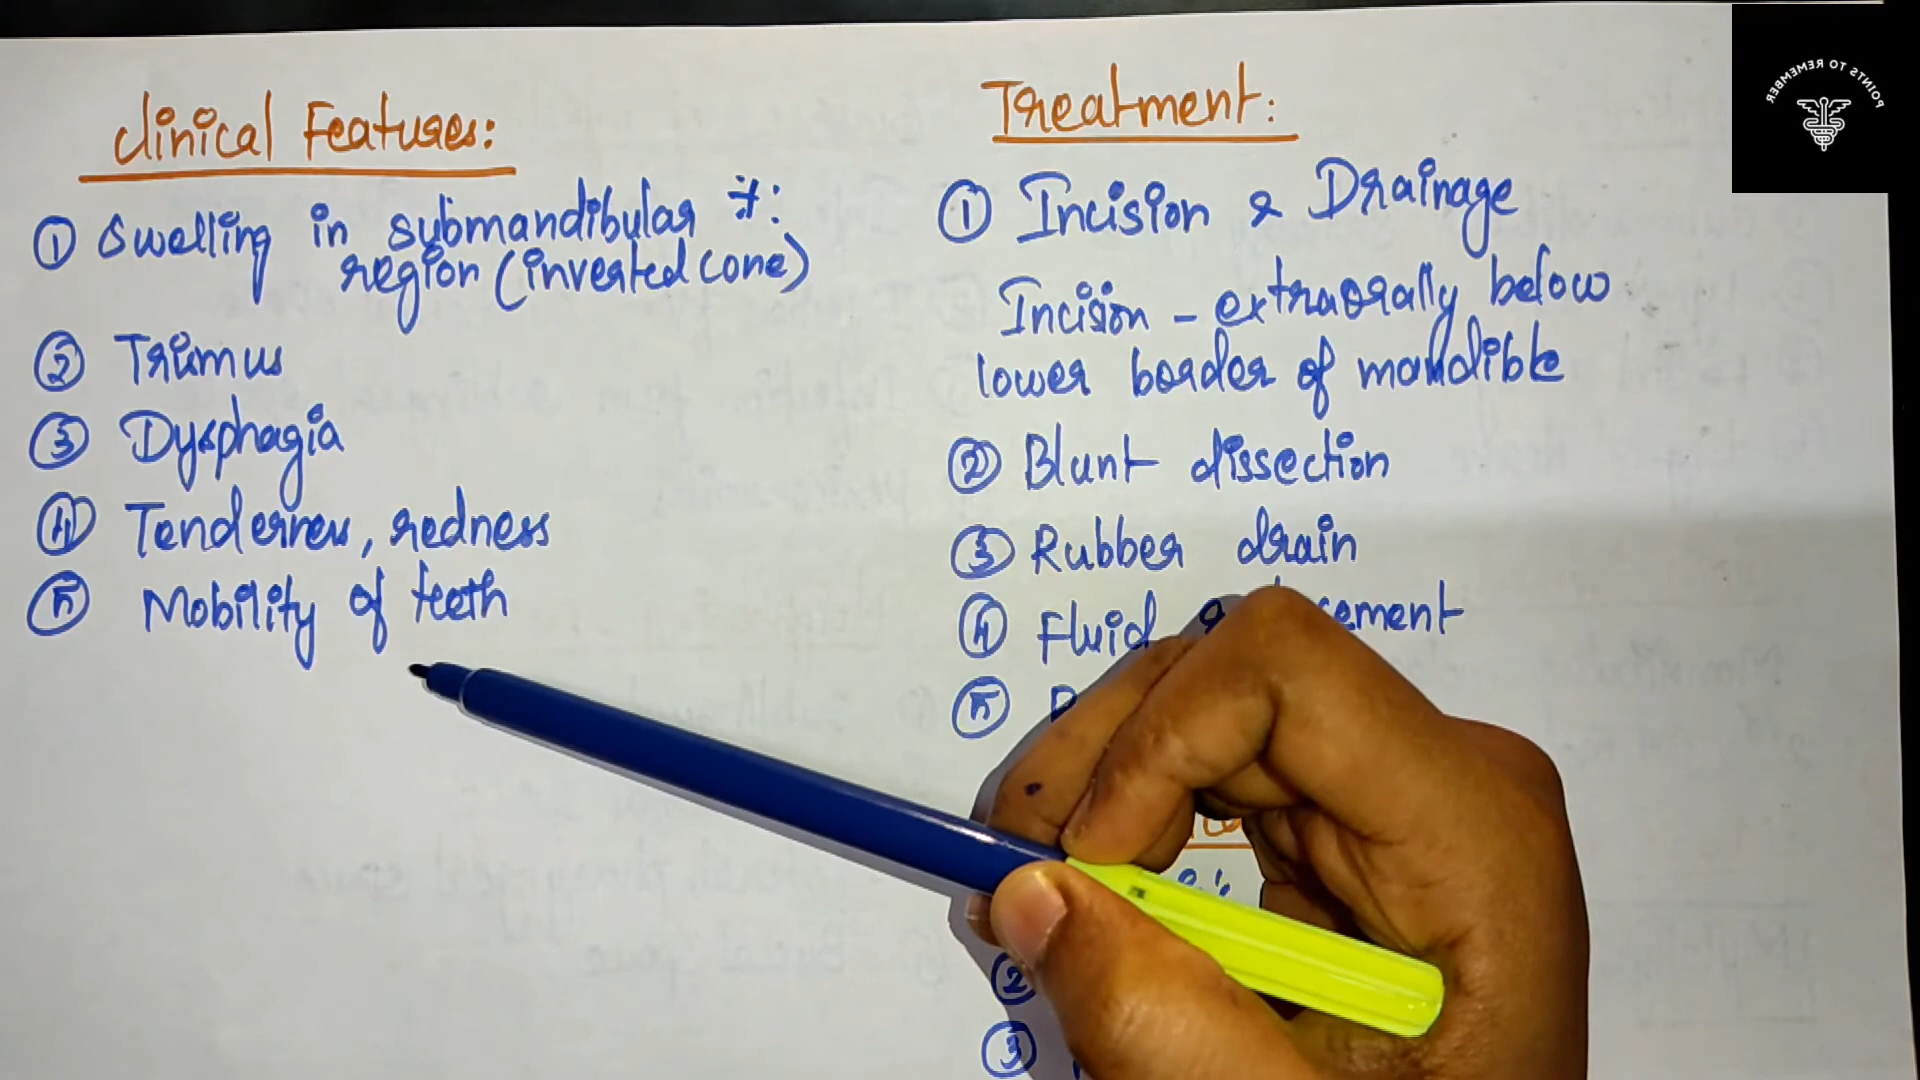 Clinical Features:
① Swelling in submandibular *:
region (inverted cone)
② Trismus
③ Dysphagia
④ Tenderness, redness
⑤ Mobility of teeth
Treatment:
① Incision & Drainage
Incision - extraorally below
lower border of mandible
② Blunt dissection
③ Rubber drain
④ Fluid
⑤
②
③
POINTS TO REMEMBER